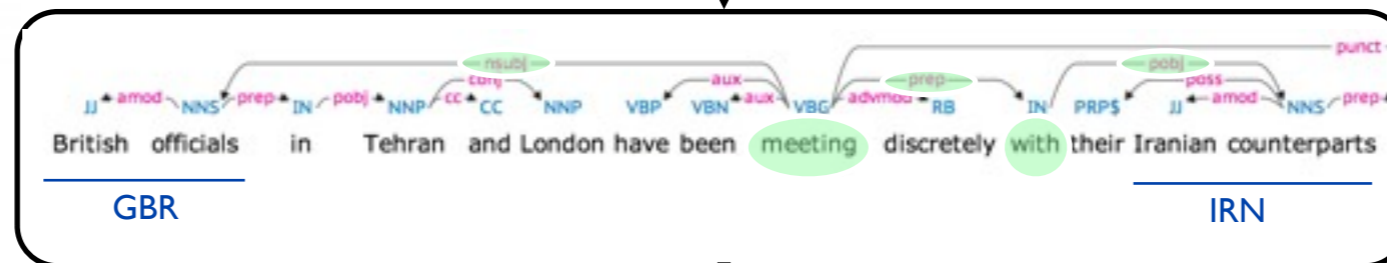 nsubj punct
conj aux prep pobj poss
JJ amod NNS prep IN pobj NNP cc CC NNP VBP VBN aux VBG advmod RB IN PRP$ JJ amod NNS prep
British officials in Tehran and London have been meeting discretely with their Iranian counterparts
GBR IRN